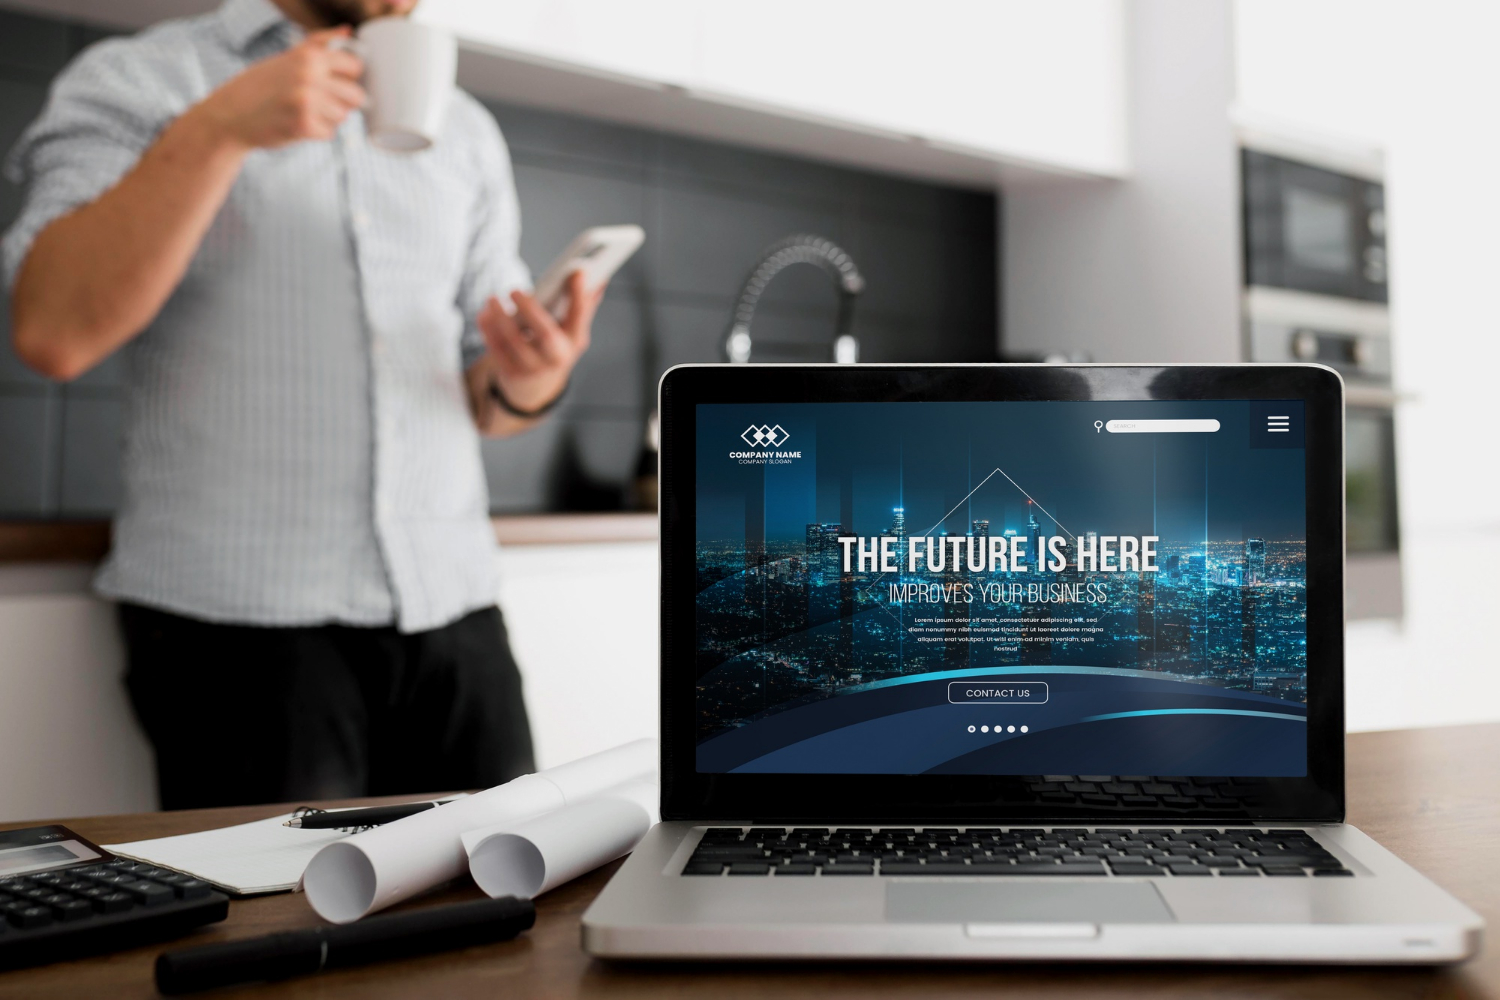 COMPANY NAME
COMPANY SLOGAN
SEARCH
THE FUTURE IS HERE
IMPROVES YOUR BUSINESS
Lorem ipsum dolor sit amet, consectetuer adipiscing elit, sed
diam nonummy nibh euismod tincidunt ut laoreet dolore magna
aliquam erat volutpat. Ut wisi enim ad minim veniam, quis
nostrud
CONTACT US